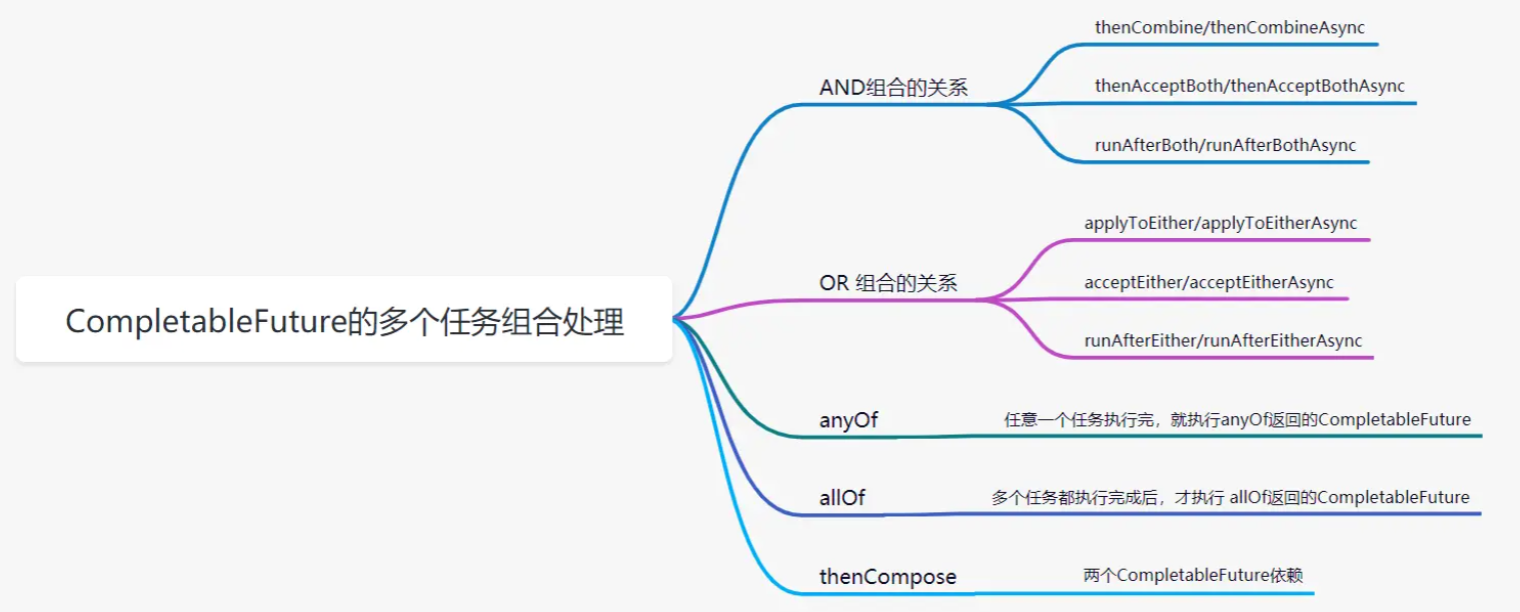 CompletableFuture的多个任务组合处理
AND组合的关系
thenCombine/thenCombineAsync
thenAcceptBoth/thenAcceptBothAsync
runAfterBoth/runAfterBothAsync
OR 组合的关系
applyToEither/applyToEitherAsync
acceptEither/acceptEitherAsync
runAfterEither/runAfterEitherAsync
anyOf
任意一个任务执行完，就执行anyOf返回的CompletableFuture
allOf
多个任务都执行完成后，才执行 allOf返回的CompletableFuture
thenCompose
两个CompletableFuture依赖